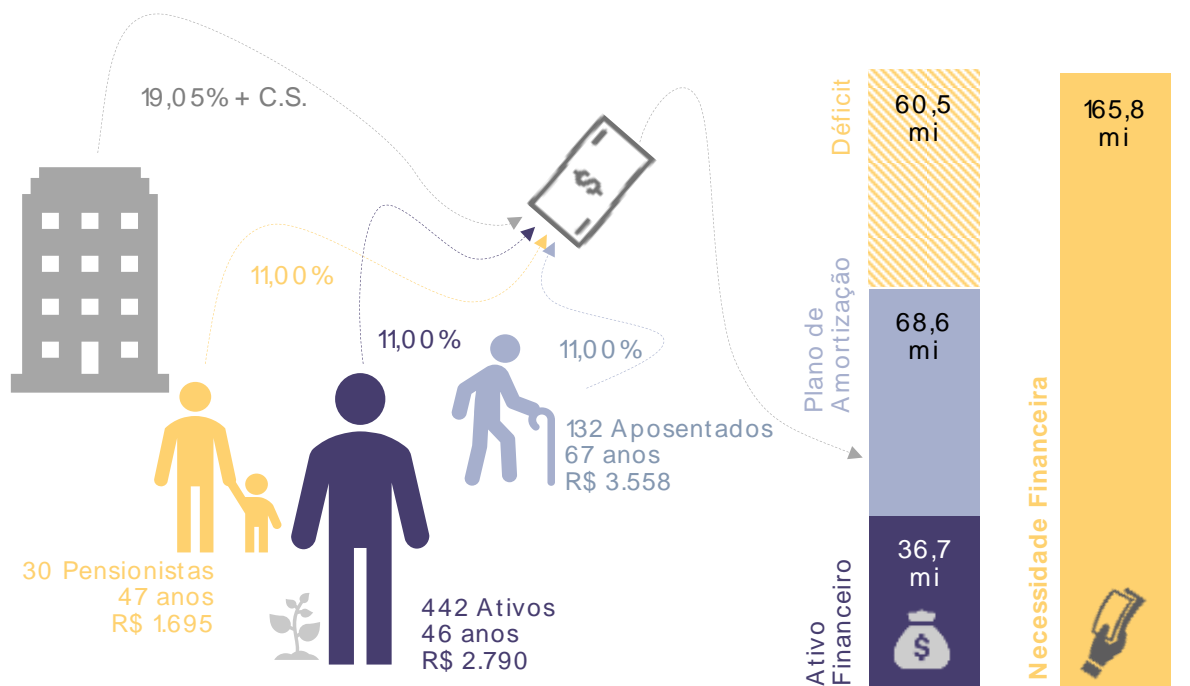 19,05% + C.S.
11,00%
11,00%
11,00%
132 Aposentados
67 anos
R$ 3.558
30 Pensionistas
47 anos
R$ 1.695
442 Ativos
46 anos
R$ 2.790
Déficit
60,5
mi
Plano de
Amortização
68,6
mi
Ativo
Financeiro
36,7
mi
$
Necessidade Financeira
165,8
mi
$